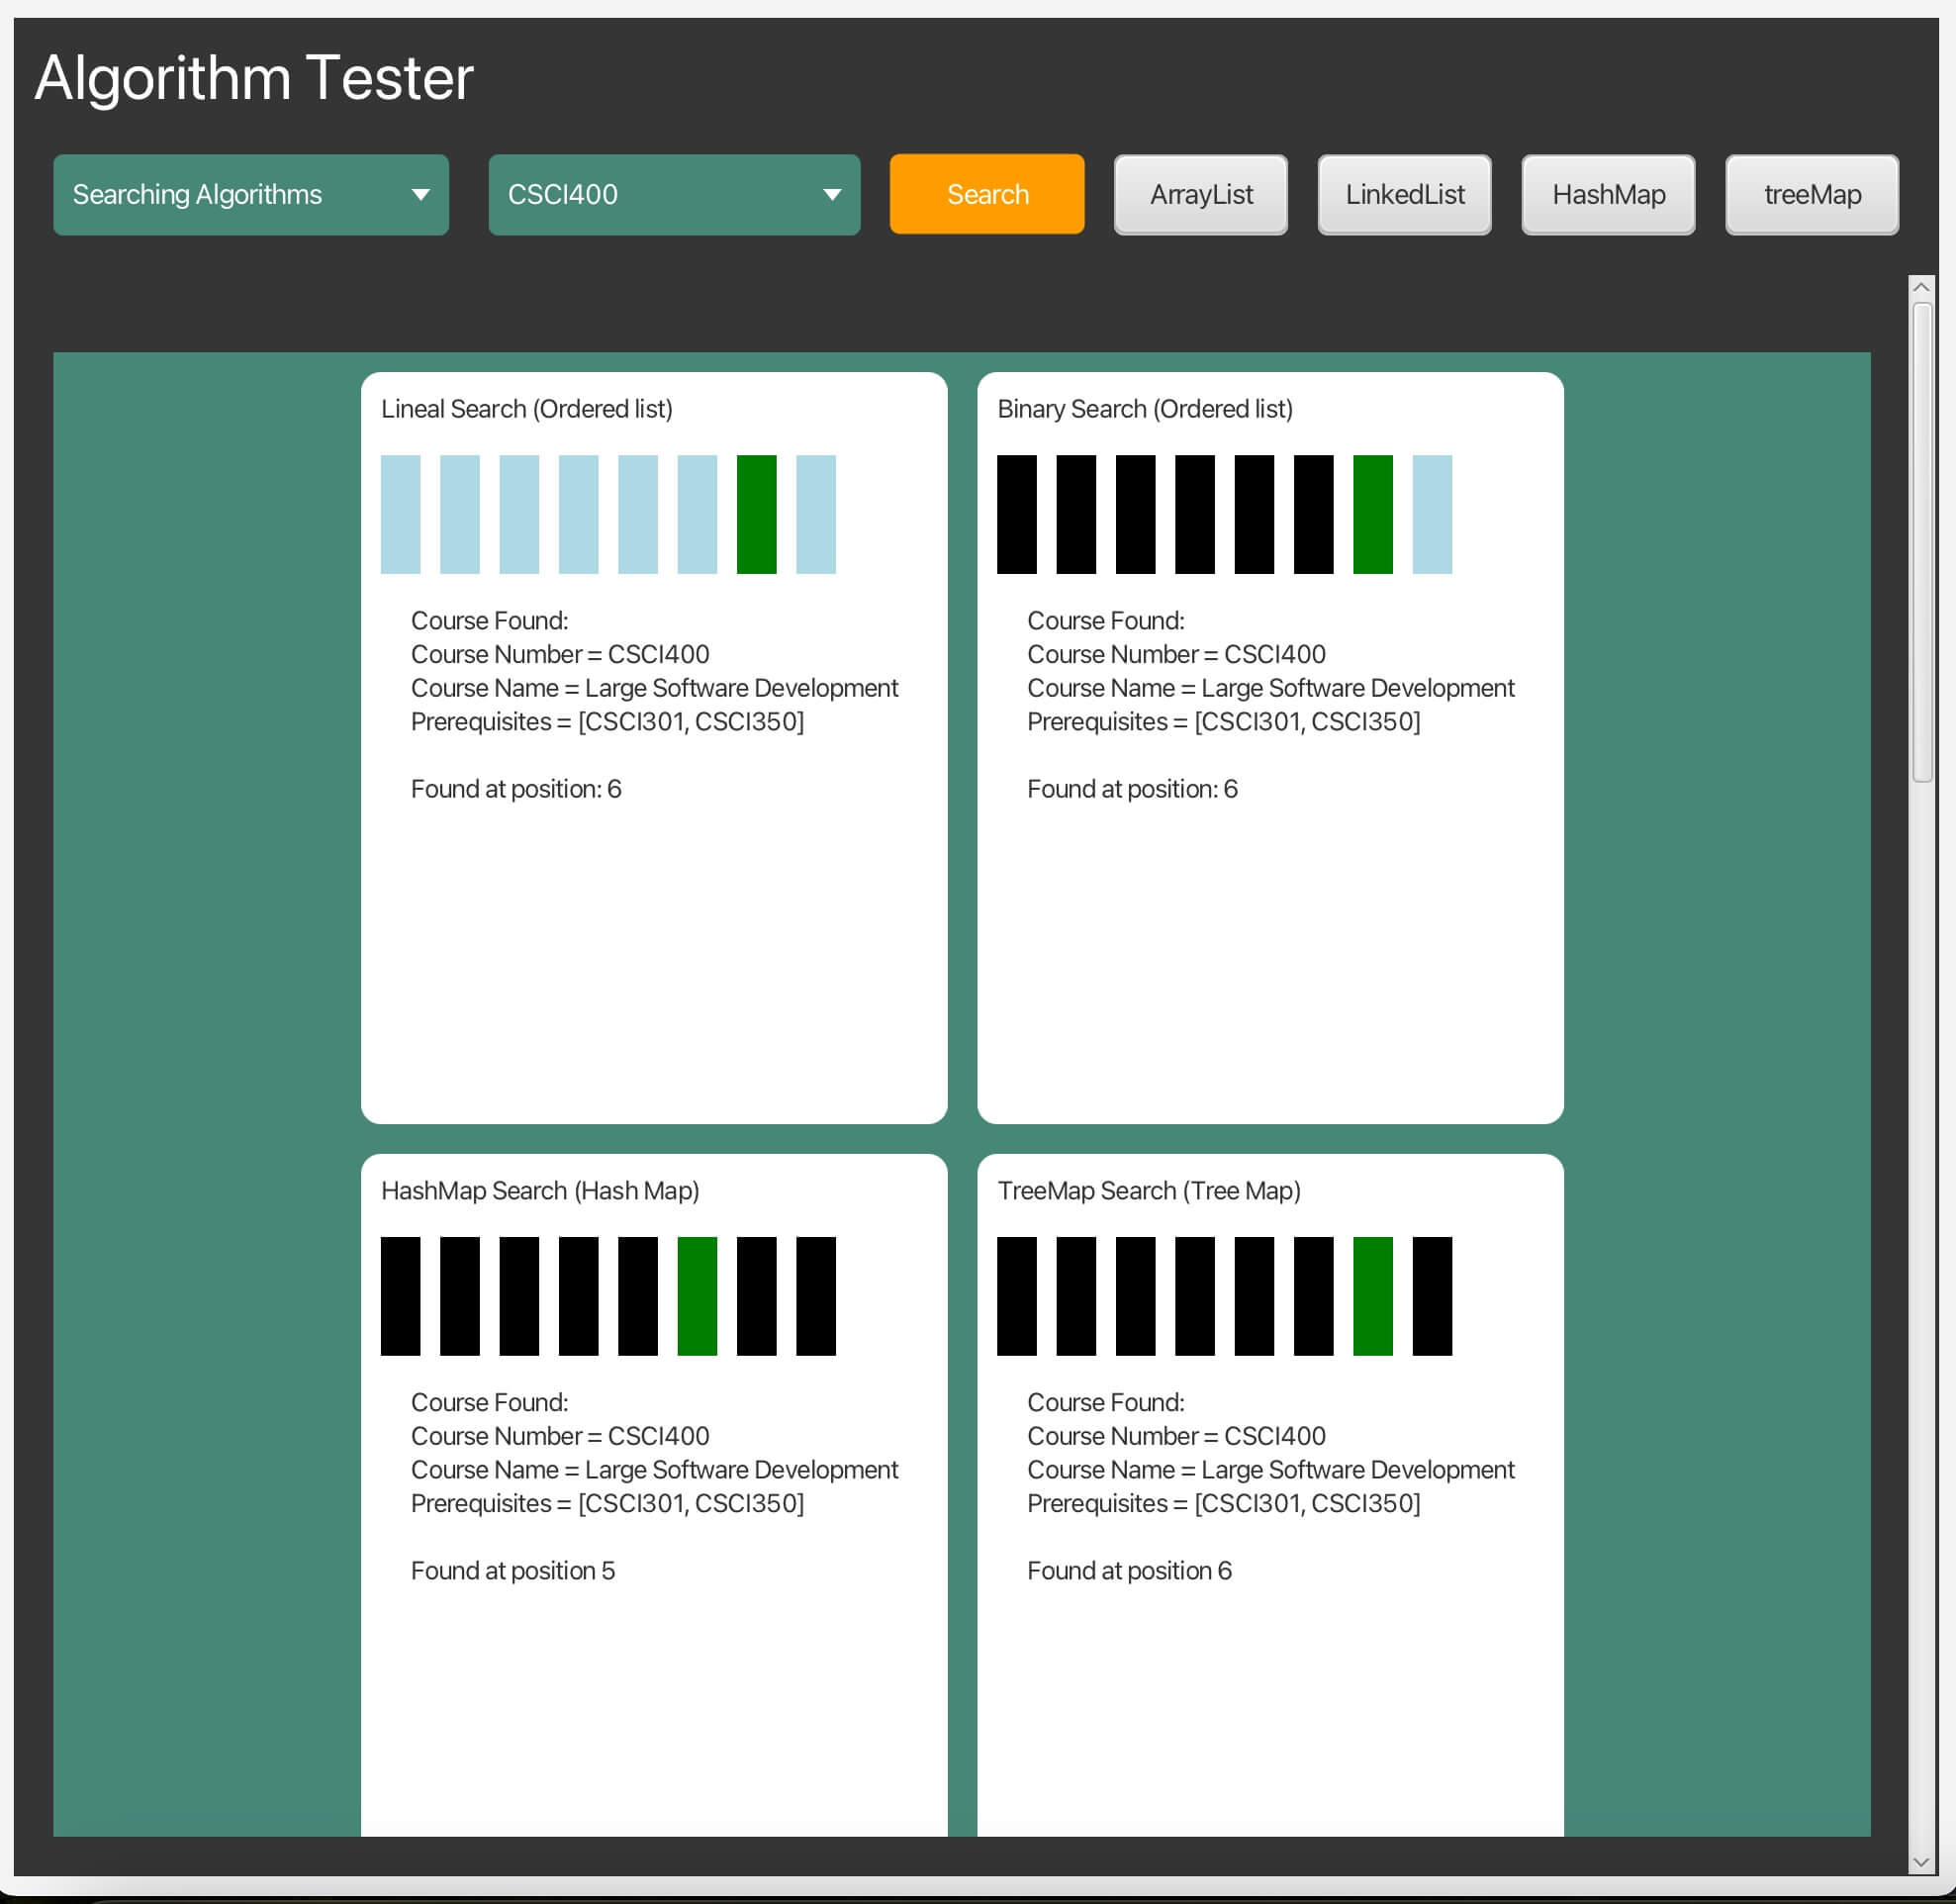 Algorithm Tester
Searching Algorithms
CSCI400
Search
ArrayList
LinkedList
HashMap
treeMap
Lineal Search (Ordered list)
Course Found:
Course Number = CSCI400
Course Name = Large Software Development
Prerequisites = [CSCI301, CSCI350]
Found at position: 6
Binary Search (Ordered list)
Course Found:
Course Number = CSCI400
Course Name = Large Software Development
Prerequisites = [CSCI301, CSCI350]
Found at position: 6
HashMap Search (Hash Map)
Course Found:
Course Number = CSCI400
Course Name = Large Software Development
Prerequisites = [CSCI301, CSCI350]
Found at position 5
TreeMap Search (Tree Map)
Course Found:
Course Number = CSCI400
Course Name = Large Software Development
Prerequisites = [CSCI301, CSCI350]
Found at position 6